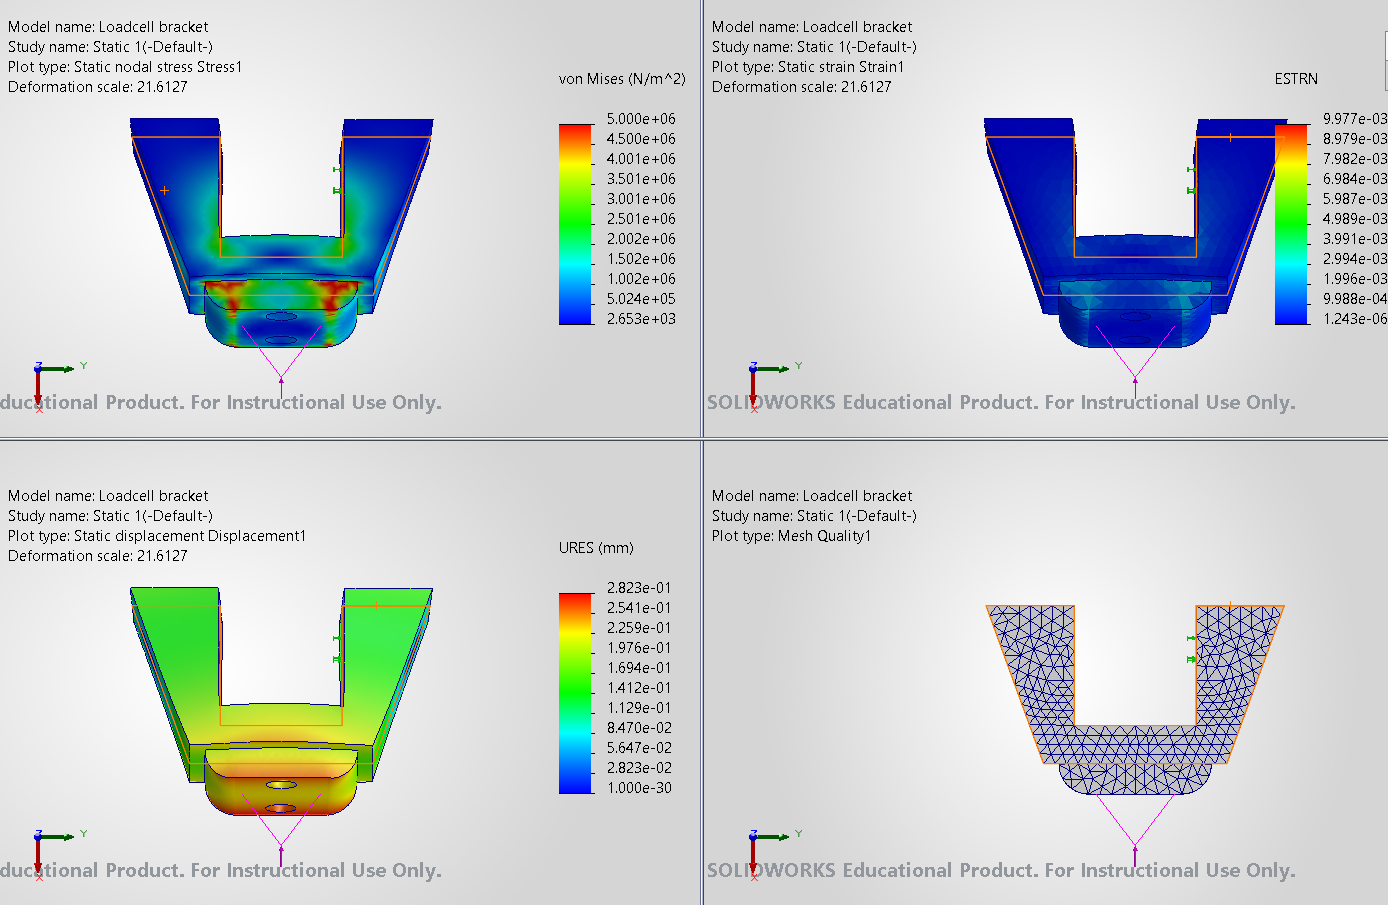 Model name: Loadcell bracket
Study name: Static 1(-Default-)
Plot type: Static nodal stress Stress1
Deformation scale: 21.6127
von Mises (N/m^2)
5.000e+06
4.500e+06
4.001e+06
3.501e+06
3.001e+06
2.501e+06
2.002e+06
1.502e+06
1.002e+06
5.024e+05
2.653e+03
Z
Y
X
ducational Product. For Instructional Use Only.
Model name: Loadcell bracket
Study name: Static 1(-Default-)
Plot type: Static strain Strain1
Deformation scale: 21.6127
ESTRN
9.977e-03
8.979e-03
7.982e-03
6.984e-03
5.987e-03
4.989e-03
3.991e-03
2.994e-03
1.996e-03
9.988e-04
1.243e-06
Z
Y
X
SOLIDWORKS Educational Product. For Instructional Use Only.
Model name: Loadcell bracket
Study name: Static 1(-Default-)
Plot type: Static displacement Displacement1
Deformation scale: 21.6127
URES (mm)
2.823e-01
2.541e-01
2.259e-01
1.976e-01
1.694e-01
1.412e-01
1.129e-01
8.470e-02
5.647e-02
2.823e-02
1.000e-30
Z
Y
X
ducational Product. For Instructional Use Only.
Model name: Loadcell bracket
Study name: Static 1(-Default-)
Plot type: Mesh Quality1
Z
Y
X
SOLIDWORKS Educational Product. For Instructional Use Only.